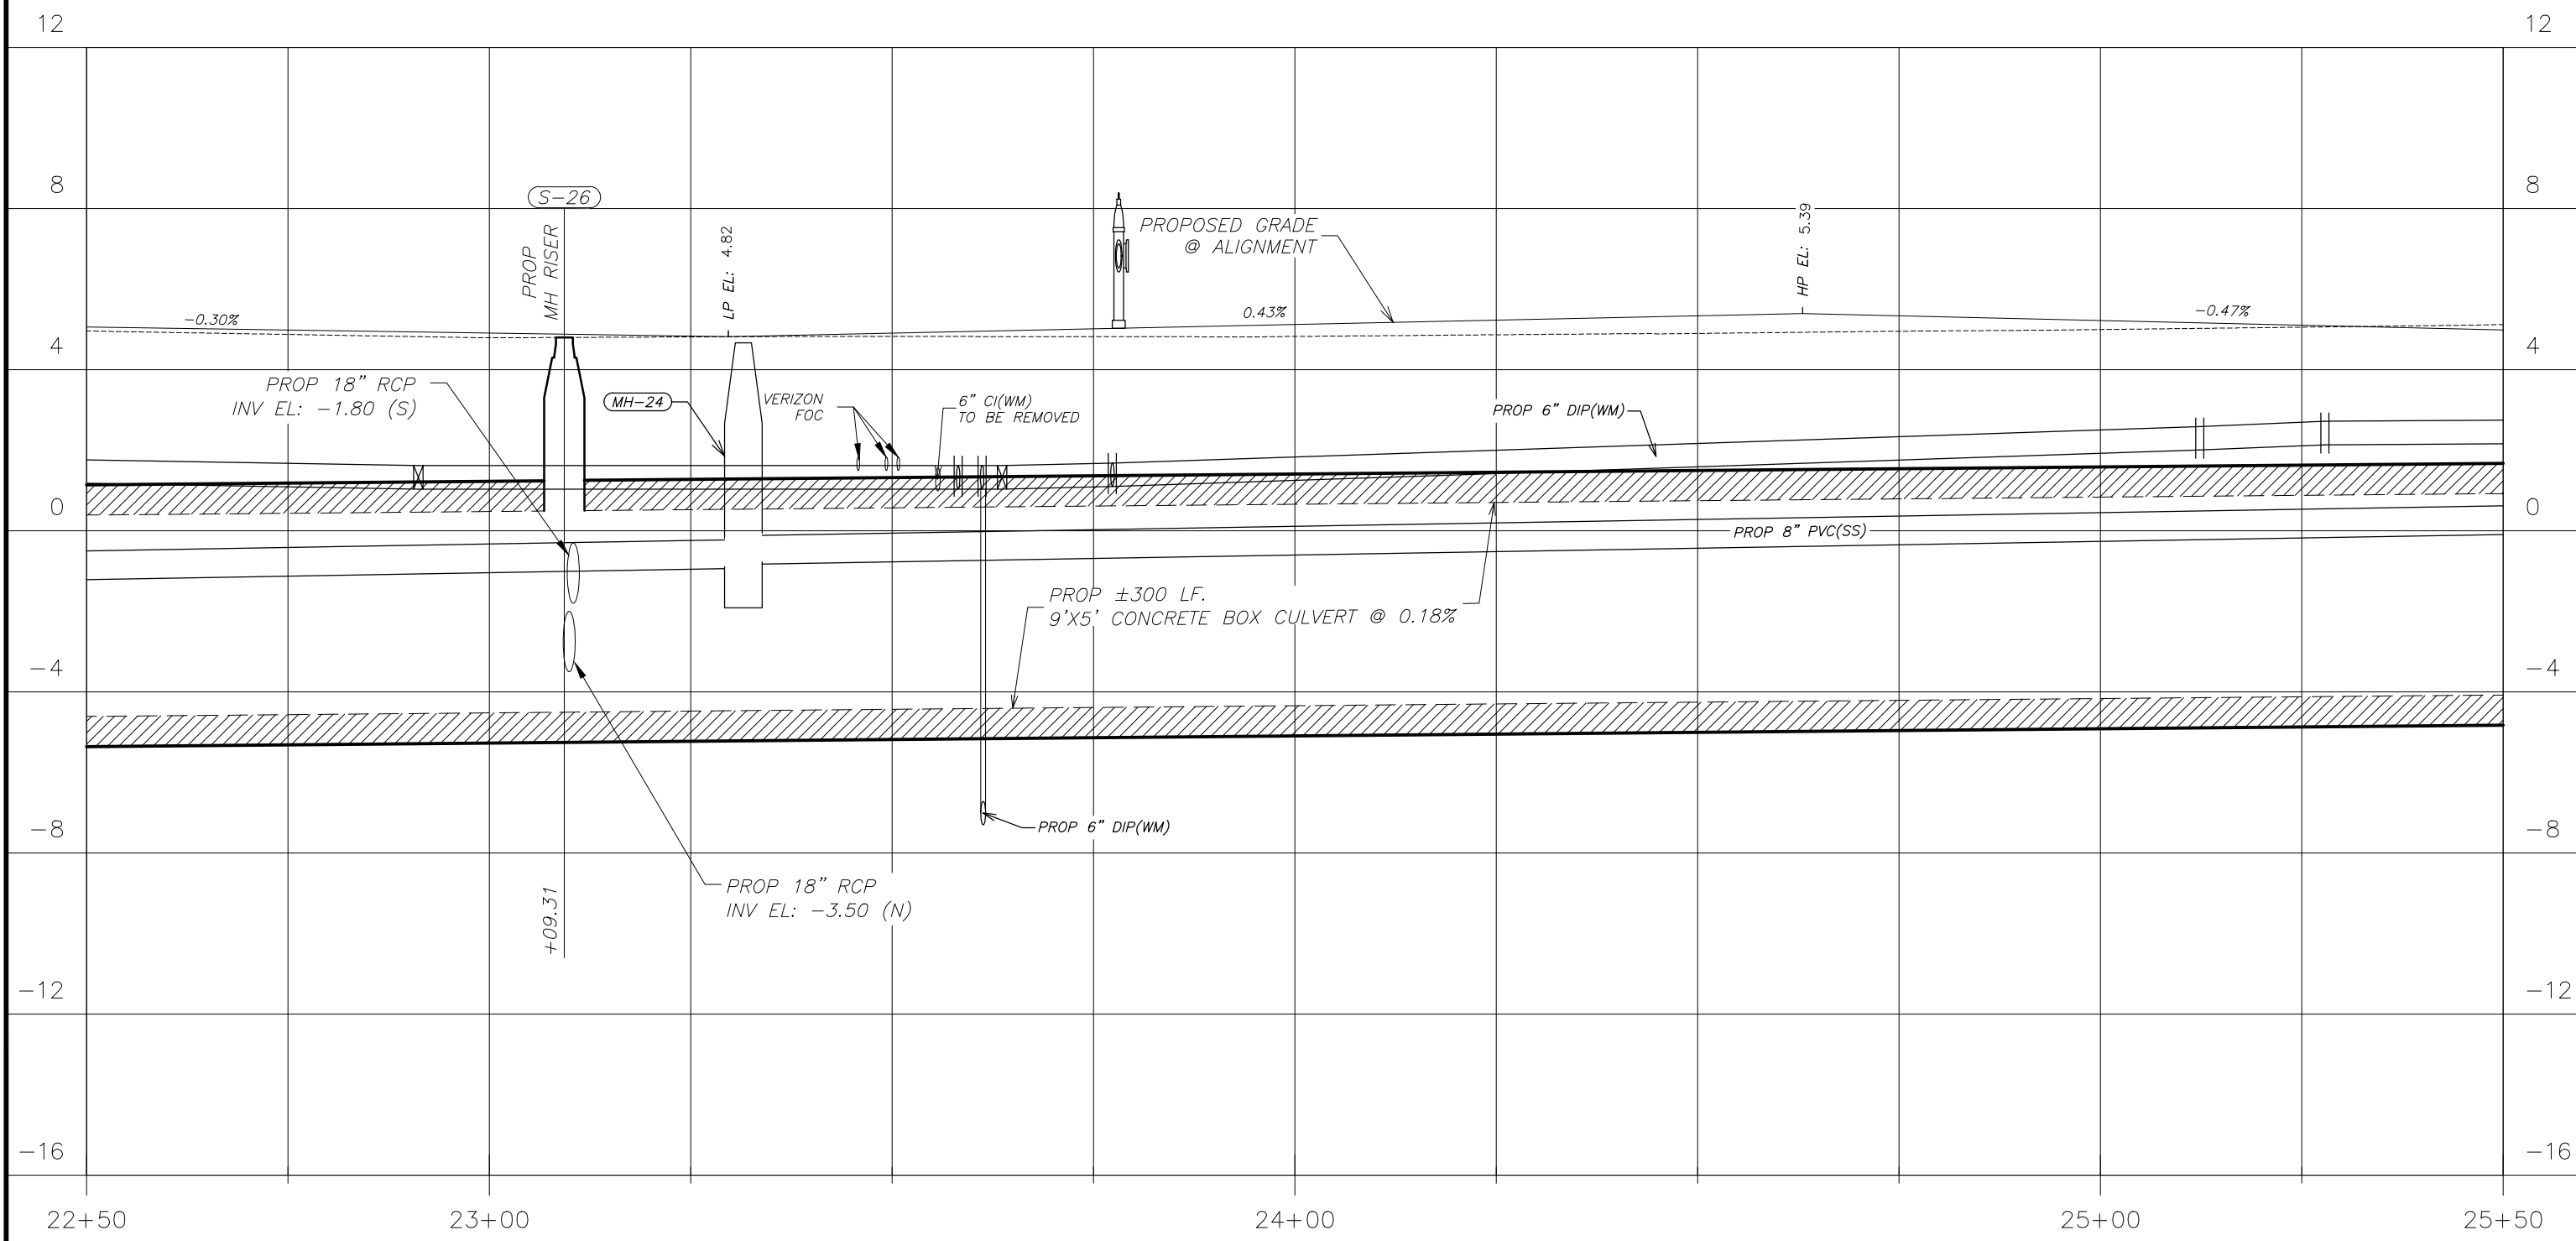 12
12
8
8
S-26
PROP
MH RISER
LP EL: 4.82
PROPOSED GRADE
@ ALIGNMENT
HP EL: 5.39
-0.30%
0.43%
-0.47%
4
4
PROP 18" RCP
INV EL: -1.80 (S)
MH-24
VERIZON
FOC
6" CI(WM)
TO BE REMOVED
PROP 6" DIP(WM)
0
0
PROP 8" PVC(SS)
PROP ±300 LF.
9'X5' CONCRETE BOX CULVERT @ 0.18%
-4
-4
-8
-8
PROP 6" DIP(WM)
PROP 18" RCP
INV EL: -3.50 (N)
+09.31
-12
-12
-16
-16
22+50
23+00
24+00
25+00
25+50